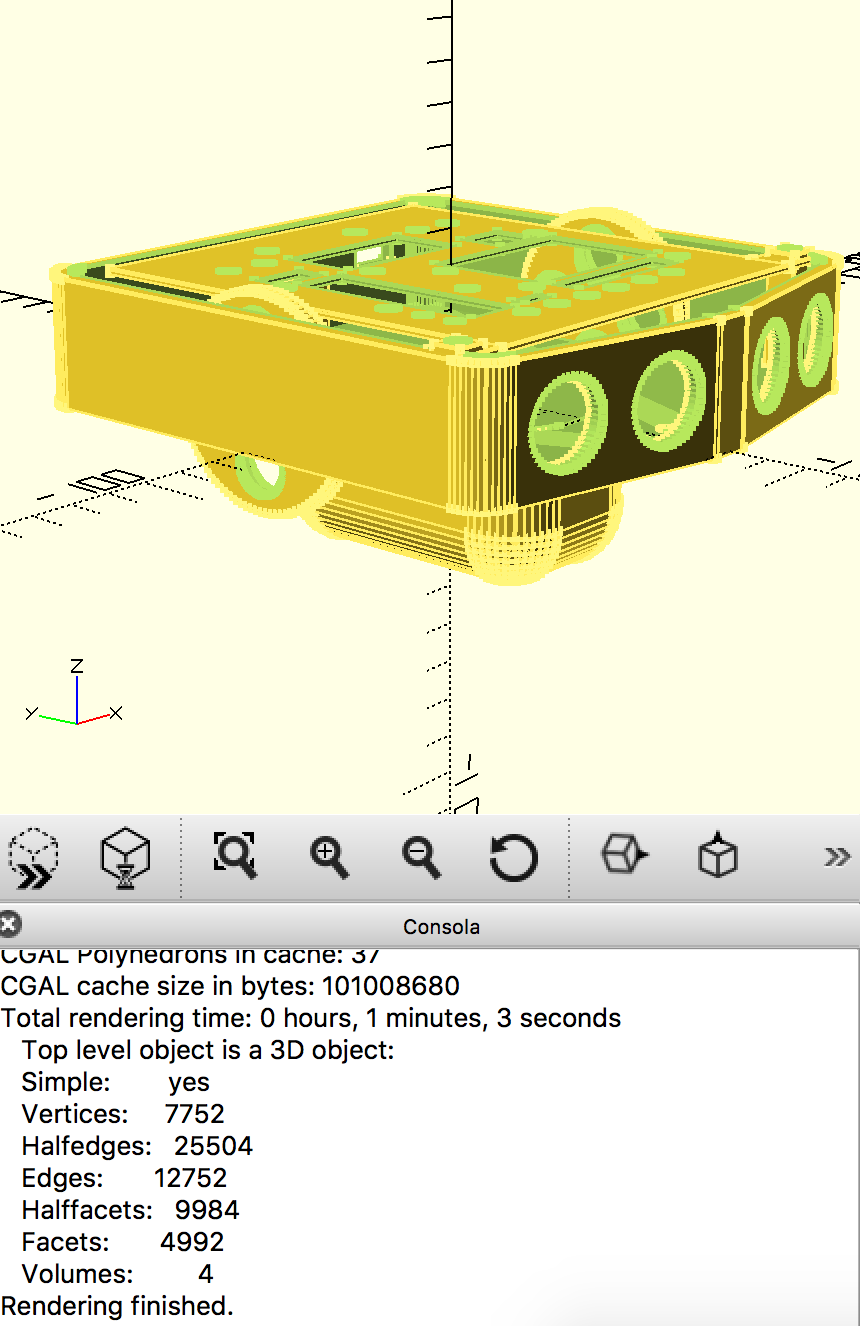 Z
Y
X
Consola
CGAL Polyhedrons in cache: 37
CGAL cache size in bytes: 101008680
Total rendering time: 0 hours, 1 minutes, 3 seconds
Top level object is a 3D object:
Simple: yes
Vertices: 7752
Halfedges: 25504
Edges: 12752
Halffacets: 9984
Facets: 4992
Volumes: 4
Rendering finished.